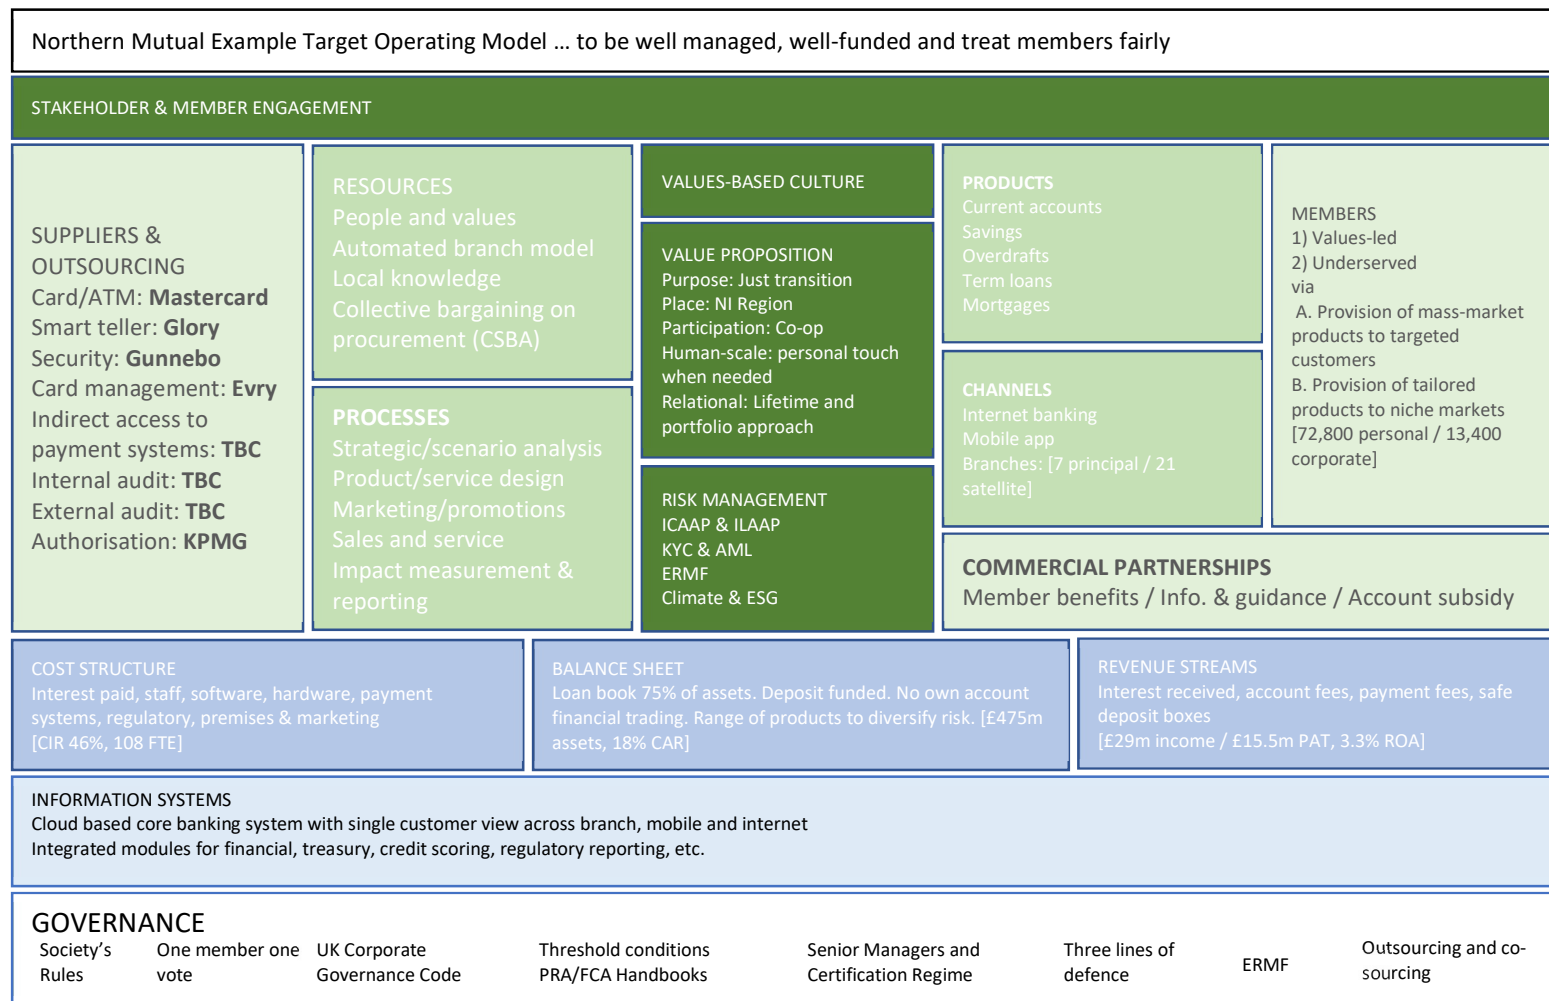 Northern Mutual Example Target Operating Model … to be well managed, well-funded and treat members fairly
STAKEHOLDER & MEMBER ENGAGEMENT
SUPPLIERS &
OUTSOURCING
Card/ATM: Mastercard
Smart teller: Glory
Security: Gunnebo
Card management: Evry
Indirect access to
payment systems: TBC
Internal audit: TBC
External audit: TBC
Authorisation: KPMG
RESOURCES
People and values
Automated branch model
Local knowledge
Collective bargaining on
procurement (CSBA)
PROCESSES
Strategic/scenario analysis
Product/service design
Marketing/promotions
Sales and service
Impact measurement &
reporting
VALUES-BASED CULTURE
VALUE PROPOSITION
Purpose: Just transition
Place: NI Region
Participation: Co-op
Human-scale: personal touch
when needed
Relational: Lifetime and
portfolio approach
RISK MANAGEMENT
ICAAP & ILAAP
KYC & AML
ERMF
Climate & ESG
PRODUCTS
Current accounts
Savings
Overdrafts
Term loans
Mortgages
CHANNELS
Internet banking
Mobile app
Branches: [7 principal / 21
satellite]
MEMBERS
1) Values-led
2) Underserved
via
A. Provision of mass-market
products to targeted
customers
B. Provision of tailored
products to niche markets
[72,800 personal / 13,400
corporate]
COMMERCIAL PARTNERSHIPS
Member benefits / Info. & guidance / Account subsidy
COST STRUCTURE
Interest paid, staff, software, hardware, payment
systems, regulatory, premises & marketing
[CIR 46%, 108 FTE]
BALANCE SHEET
Loan book 75% of assets. Deposit funded. No own account
financial trading. Range of products to diversify risk. [£475m
assets, 18% CAR]
REVENUE STREAMS
Interest received, account fees, payment fees, safe
deposit boxes
[£29m income / £15.5m PAT, 3.3% ROA]
INFORMATION SYSTEMS
Cloud based core banking system with single customer view across branch, mobile and internet
Integrated modules for financial, treasury, credit scoring, regulatory reporting, etc.
GOVERNANCE
Society's
Rules
One member one
vote
UK Corporate
Governance Code
Threshold conditions
PRA/FCA Handbooks
Senior Managers and
Certification Regime
Three lines of
defence
ERMF
Outsourcing and co-
sourcing